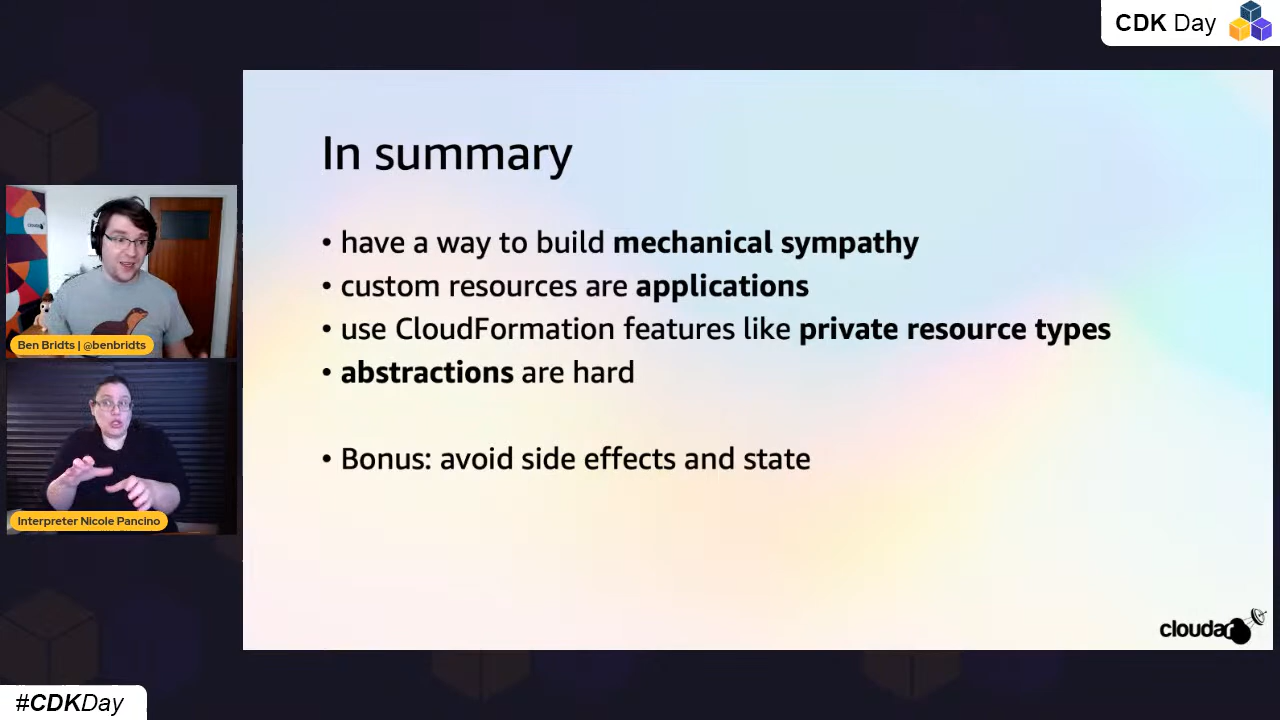 CDK Day
In summary
• have a way to build mechanical sympathy
• custom resources are applications
• use CloudFormation features like private resource types
• abstractions are hard
• Bonus: avoid side effects and state
Ben Bridts | @benbridts
Interpreter Nicole Pancino
cloudar
#CDKDay